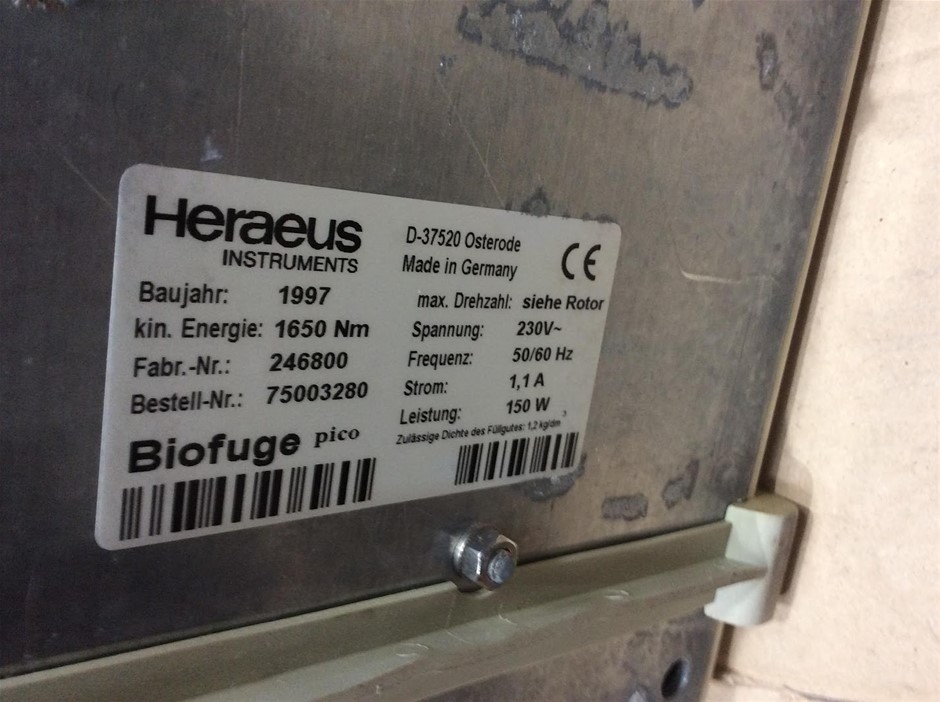 Heraeus
INSTRUMENTS
Baujahr: 1997
kin. Energie: 1650 Nm
Fabr.-Nr.: 246800
Bestell-Nr.: 75003280
Biofuge pico
D-37520 Osterode
Made in Germany
CE
max. Drehzahl: siehe Rotor
Spannung: 230V~
Frequenz: 50/60 Hz
Strom: 1,1 A
Leistung: 150 W
Zulässige Dichte des Füllgutes: 1,2 kg/dm³